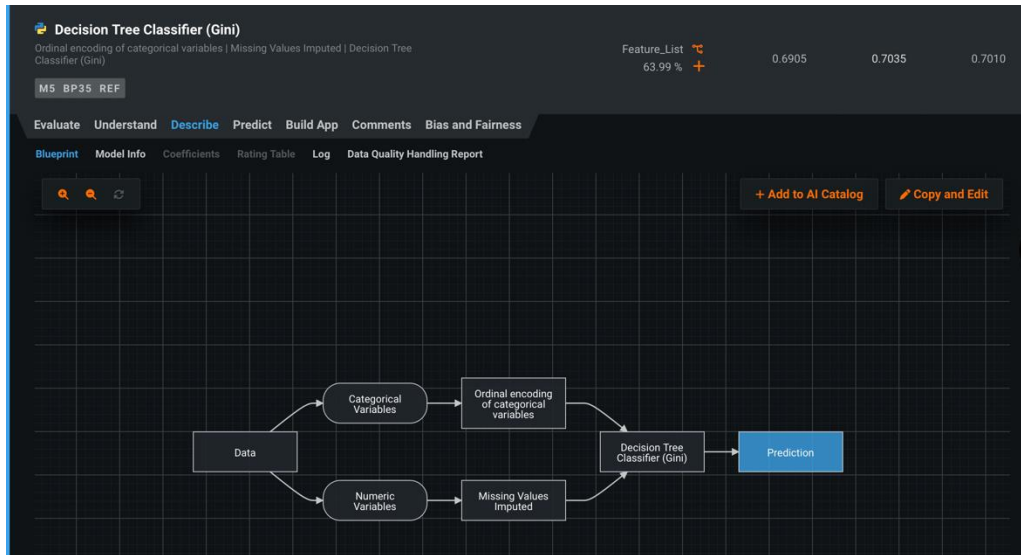 Decision Tree Classifier (Gini)
Ordinal encoding of categorical variables | Missing Values Imputed | Decision Tree
Classifier (Gini)
M5 BP35 REF
Feature_List
63.99 %
0.6905
0.7035
0.7010
Evaluate Understand Describe Predict Build App Comments Bias and Fairness
Blueprint Model Info Coefficients Rating Table Log Data Quality Handling Report
+ Add to AI Catalog
Copy and Edit
Data
Categorical
Variables
Ordinal encoding
of categorical
variables
Numeric
Variables
Missing Values
Imputed
Decision Tree
Classifier (Gini)
Prediction